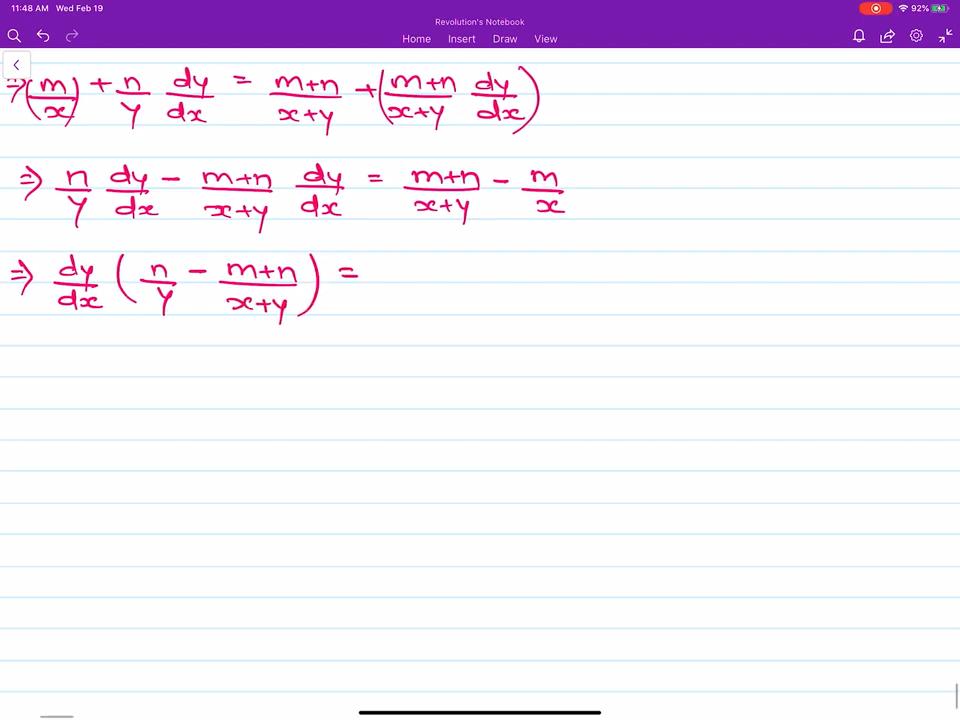 11:48 AM Wed Feb 19
92%
Revolution's Notebook
Home Insert Draw View
⇒ (m/x) + n/y dy/dx = m+n/x+y + (m+n/x+y dy/dx)
⇒ n/y dy/dx - m+n/x+y dy/dx = m+n/x+y - m/x
⇒ dy/dx (n/y - m+n/x+y) =